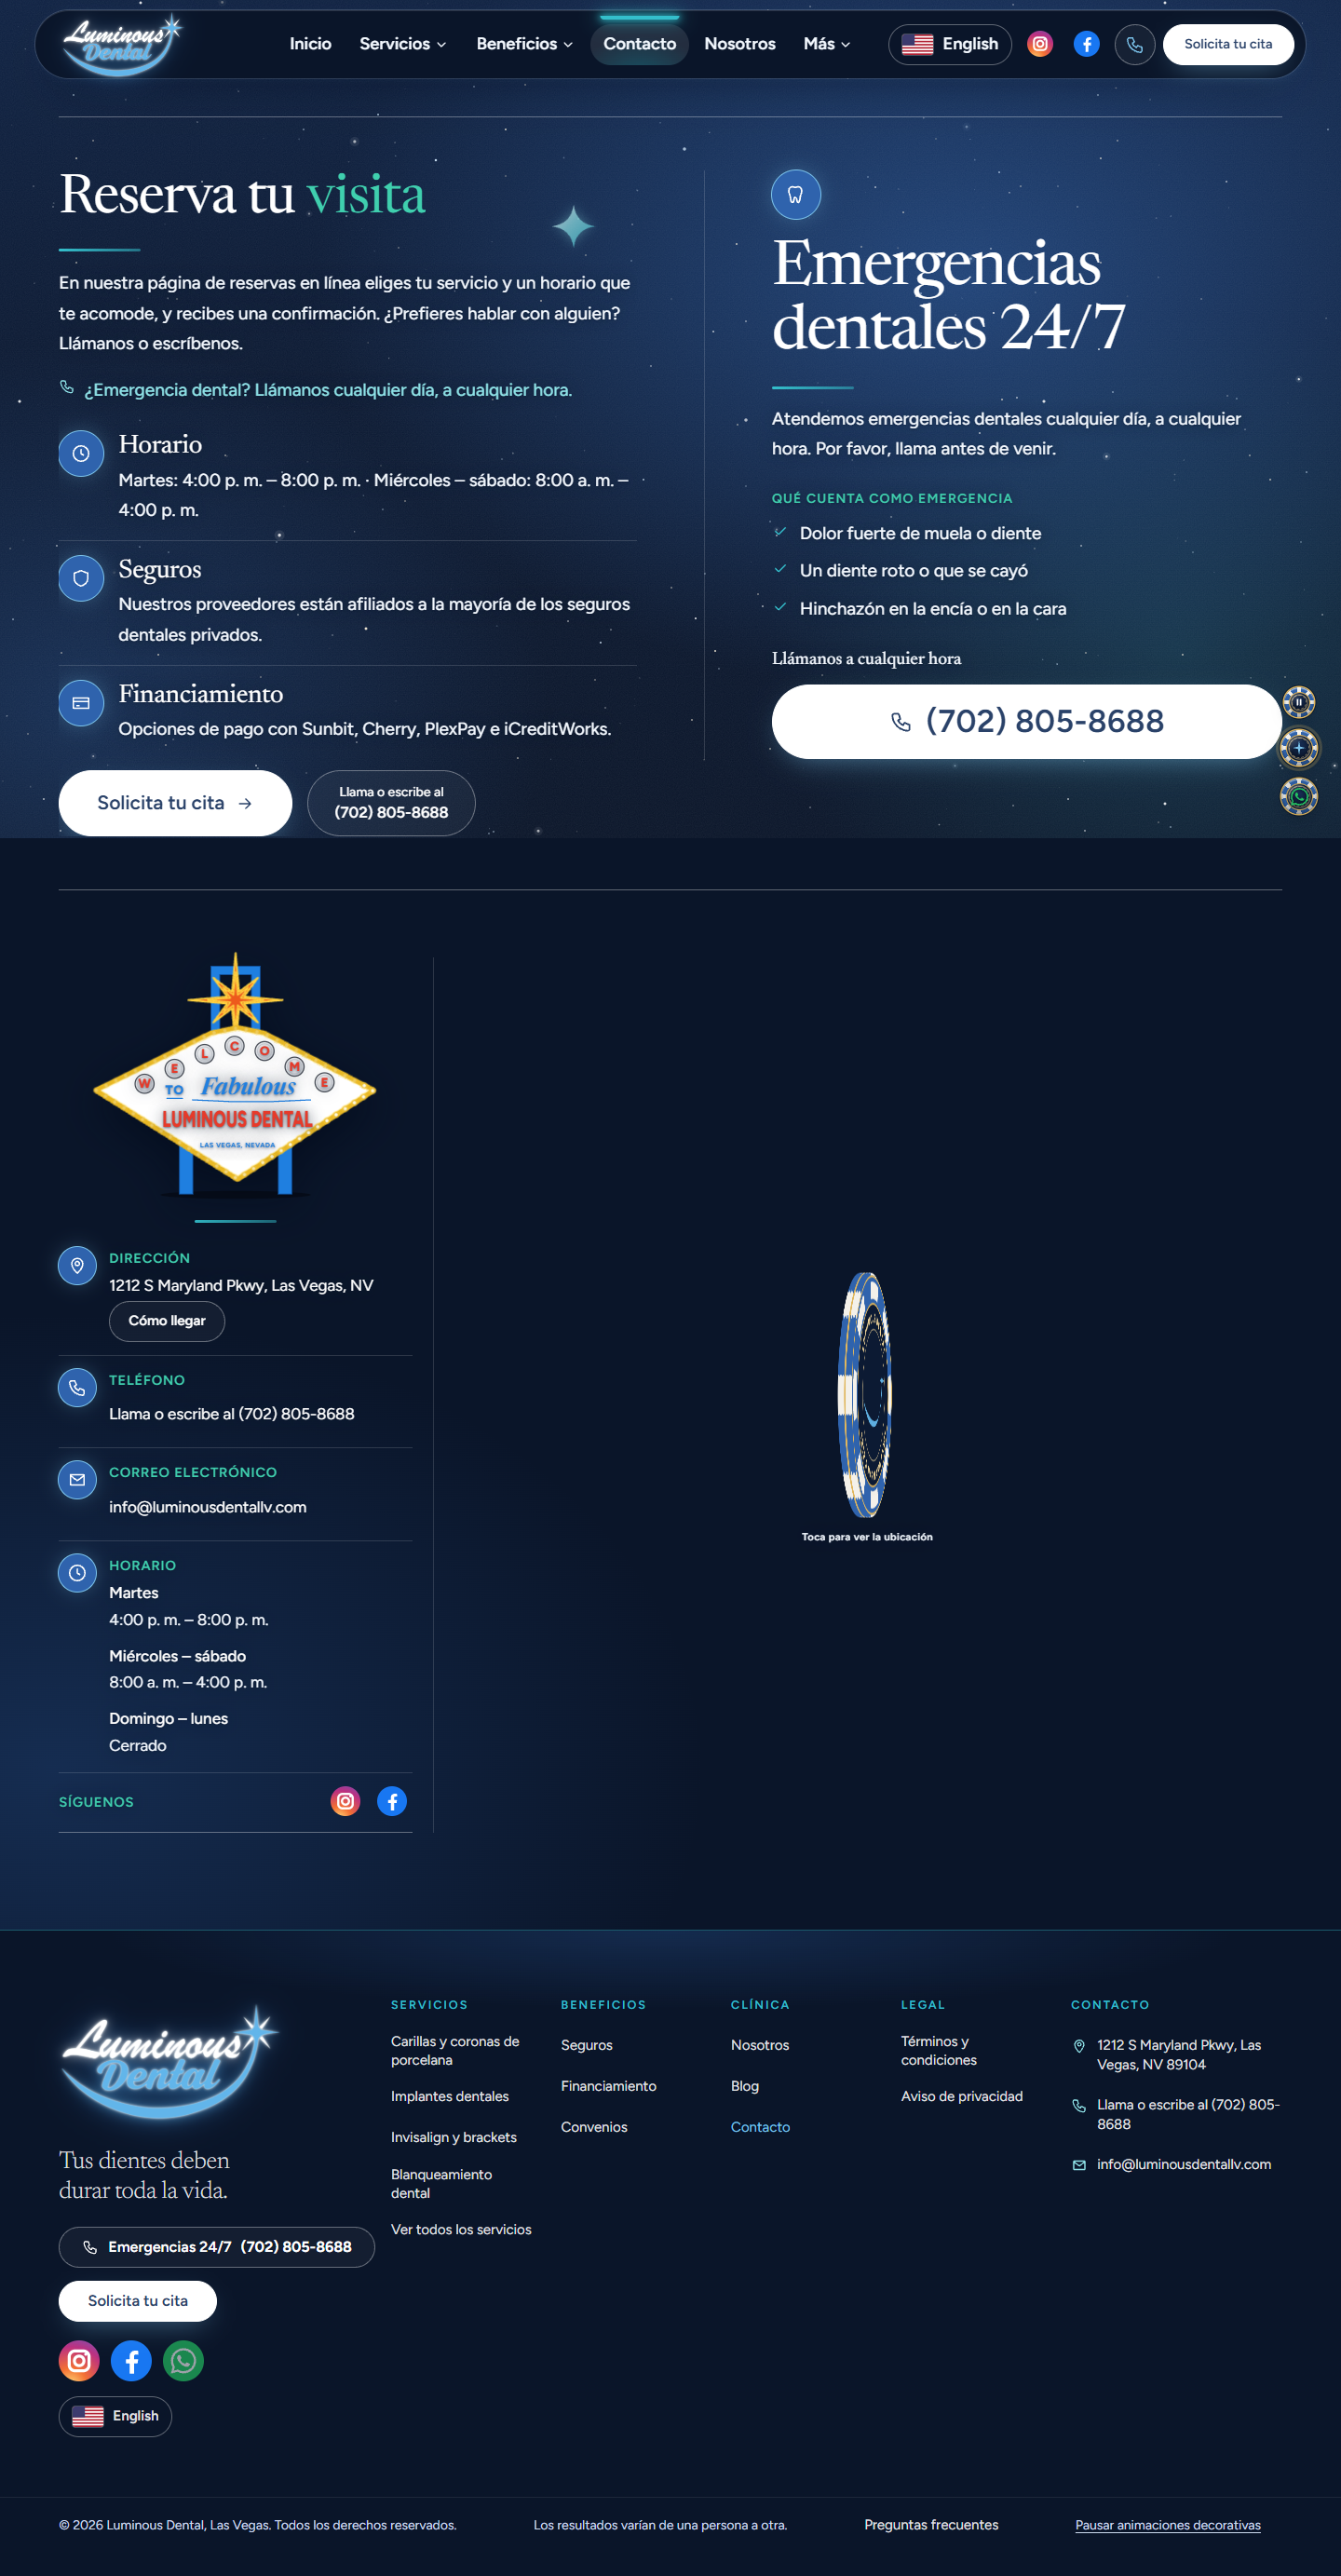 Luminous Dental
Inicio
Servicios
Beneficios
Contacto
Nosotros
Más
English
Solicita tu cita
Reserva tu visita
En nuestra página de reservas en línea eliges tu servicio y un horario que
te acomode, y recibes una confirmación. ¿Prefieres hablar con alguien?
Llámanos o escríbenos.
¿Emergencia dental? Llámanos cualquier día, a cualquier hora.
Horario
Martes: 4:00 p. m. – 8:00 p. m. · Miércoles – sábado: 8:00 a. m. –
4:00 p. m.
Seguros
Nuestros proveedores están afiliados a la mayoría de los seguros
dentales privados.
Financiamiento
Opciones de pago con Sunbit, Cherry, PlexPay e iCreditWorks.
Solicita tu cita
Llama o escribe al
(702) 805-8688
Emergencias
dentales 24/7
Atendemos emergencias dentales cualquier día, a cualquier
hora. Por favor, llama antes de venir.
QUÉ CUENTA COMO EMERGENCIA
Dolor fuerte de muela o diente
Un diente roto o que se cayó
Hinchazón en la encía o en la cara
Llámanos a cualquier hora
(702) 805-8688
WELCOME
TO Fabulous
LUMINOUS DENTAL
LAS VEGAS, NEVADA
DIRECCIÓN
1212 S Maryland Pkwy, Las Vegas, NV
Cómo llegar
TELÉFONO
Llama o escribe al (702) 805-8688
CORREO ELECTRÓNICO
info@luminousdentallv.com
HORARIO
Martes
4:00 p. m. – 8:00 p. m.
Miércoles – sábado
8:00 a. m. – 4:00 p. m.
Domingo – lunes
Cerrado
SÍGUENOS
Toca para ver la ubicación
Luminous Dental
Tus dientes deben
durar toda la vida.
Emergencias 24/7 (702) 805-8688
Solicita tu cita
English
SERVICIOS
Carillas y coronas de
porcelana
Implantes dentales
Invisalign y brackets
Blanqueamiento
dental
Ver todos los servicios
BENEFICIOS
Seguros
Financiamiento
Convenios
CLÍNICA
Nosotros
Blog
Contacto
LEGAL
Términos y
condiciones
Aviso de privacidad
CONTACTO
1212 S Maryland Pkwy, Las
Vegas, NV 89104
Llama o escribe al (702) 805-
8688
info@luminousdentallv.com
© 2026 Luminous Dental, Las Vegas. Todos los derechos reservados.
Los resultados varían de una persona a otra.
Preguntas frecuentes
Pausar animaciones decorativas